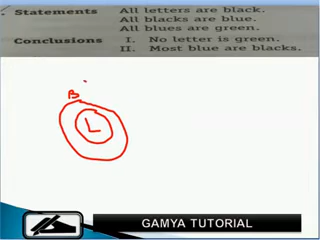 Statements All letters are black.
All blacks are blue.
All blues are green.
Conclusions I. No letter is green.
II. Most blue are blacks.
B
L
GAMYA TUTORIAL